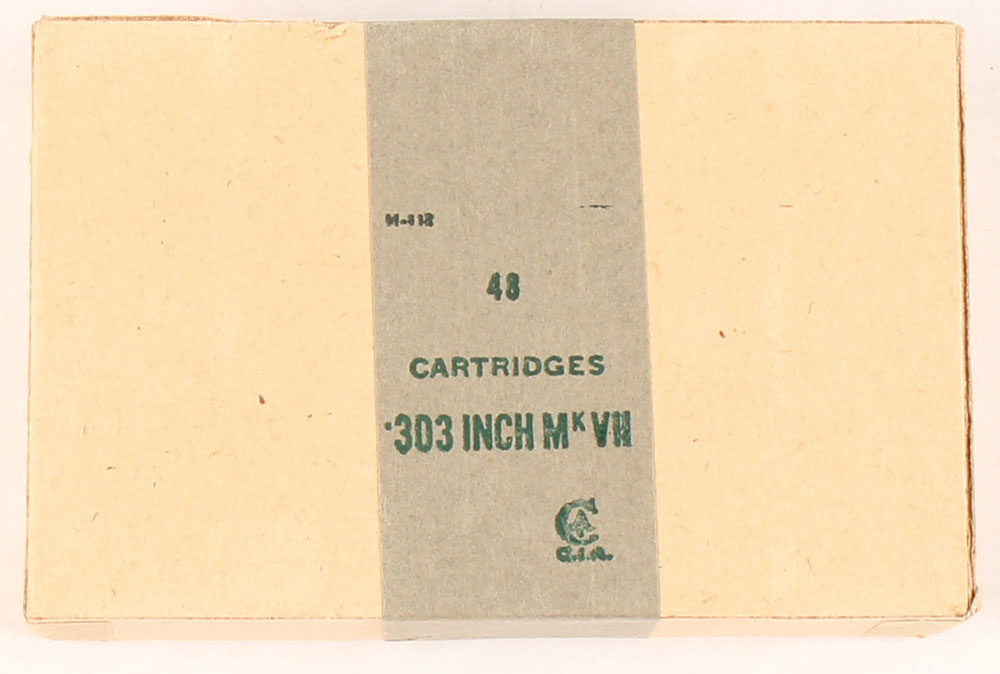 48
CARTRIDGES
.303 INCH MK VII
C